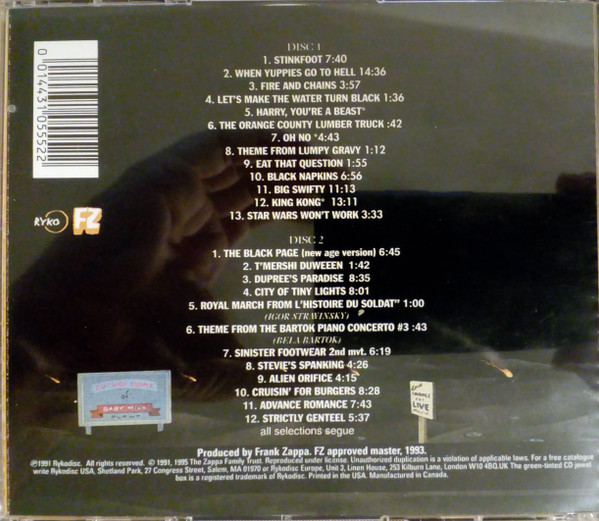 DISC 1
1. STINKFOOT 7:40
2. WHEN YUPPIES GO TO HELL 14:36
3. FIRE AND CHAINS 3:57
4. LET'S MAKE THE WATER TURN BLACK 1:36
5. HARRY, YOU'RE A BEAST*
6. THE ORANGE COUNTY LUMBER TRUCK :42
7. OH NO *4:43
8. THEME FROM LUMPY GRAVY 1:12
9. EAT THAT QUESTION 1:55
10. BLACK NAPKINS 6:56
11. BIG SWIFTY 11:13
12. KING KONG* 13:11
13. STAR WARS WON'T WORK 3:33
DISC 2
1. THE BLACK PAGE (new age version) 6:45
2. T'MERSHI DUWEEEN 1:42
3. DUPREE'S PARADISE 8:35
4. CITY OF TINY LIGHTS 8:01
5. ROYAL MARCH FROM L'HISTOIRE DU SOLDAT" 1:00
(IGOR STRAVINSKY)
6. THEME FROM THE BARTOK PIANO CONCERTO #3 :43
(BELA BARTOK)
7. SINISTER FOOTWEAR 2nd mvt. 6:19
8. STEVIE'S SPANKING 4:26
9. ALIEN ORIFICE 4:15
10. CRUISIN' FOR BURGERS 8:28
11. ADVANCE ROMANCE 7:43
12. STRICTLY GENTEEL 5:37
all selections segue
0 014431 055522
RYKO
FZ
of
BABY MILK
LIVE
Produced by Frank Zappa. FZ approved master, 1993.
℗1991 Rykodisc. All rights reserved. © 1991, 1995 The Zappa Family Trust. Reproduced under license. Unauthorized duplication is a violation of applicable laws. For a free catalogue
write Rykodisc USA, Shetland Park, 27 Congress Street, Salem, MA 01970 or Rykodisc Europe, Unit 3, Linen House, 253 Kilburn Lane, London W10 4BQ.UK The green-tinted CD jewel
box is a registered trademark of Rykodisc. Printed in the USA. Manufactured in Canada.